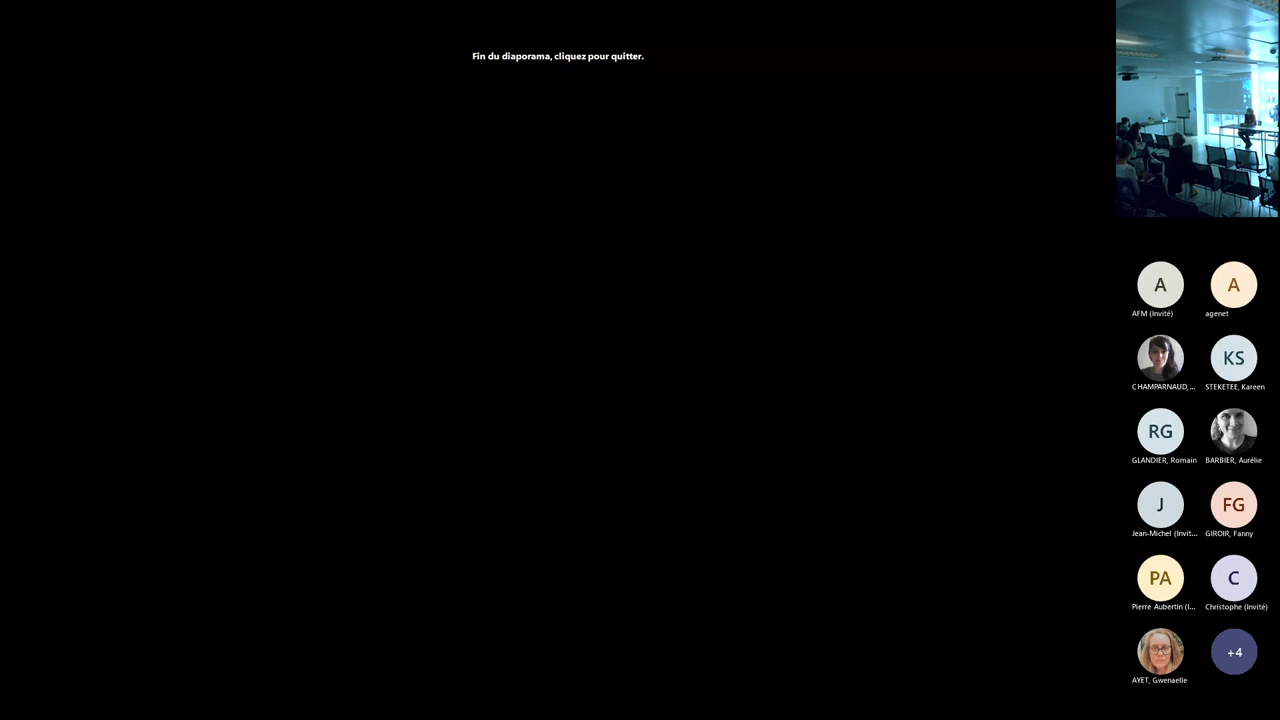 Fin du diaporama, cliquez pour quitter.
A
A
AFM (Invité)
agenet
KS
CHAMPARNAUD, ...
STEKETEE, Kareen
RG
GLANDIER, Romain
BARBIER, Aurélie
J
FG
Jean-Michel (Invit...
GIROIR, Fanny
PA
C
Pierre Aubertin (I...
Christophe (Invité)
+4
AYET, Gwenaelle